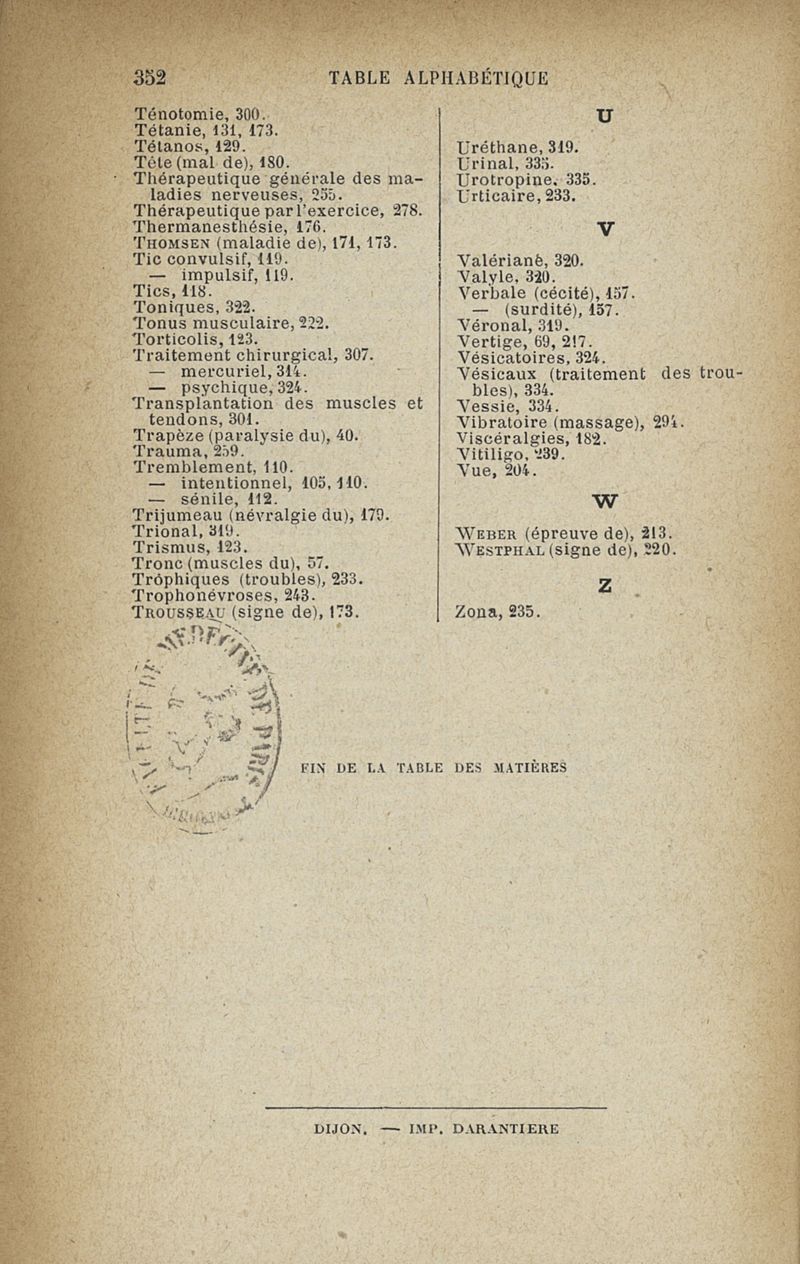 352
TABLE ALPHABÉTIQUE
Ténotomie, 300.
Tétanie, 131, 173.
Tétanos, 129.
Tête (mal de), 180.
Thérapeutique générale des ma-
ladies nerveuses, 255.
Thérapeutique par l'exercice, 278.
Thermanesthésie, 176.
THOMSEN (maladie de), 171, 173.
Tic convulsif, 119.
— impulsif, 119.
Tics, 118.
Toniques, 322.
Tonus musculaire, 222.
Torticolis, 123.
Traitement chirurgical, 307.
— mercuriel, 314.
— psychique, 324.
Transplantation des muscles et
tendons, 301.
Trapèze (paralysie du), 40.
Trauma, 259.
Tremblement, 110.
— intentionnel, 105, 110.
— sénile, 112.
Trijumeau (névralgie du), 179.
Trional, 319.
Trismus, 123.
Tronc (muscles du), 57.
Trophiques (troubles), 233.
Trophonévroses, 243.
TROUSSEAU (signe de), 173.
U
Uréthane, 319.
Urinal, 335.
Urotropine, 335.
Urticaire, 233.
V
Valériane, 320.
Valyle, 320.
Verbale (cécité), 157.
— (surdité), 157.
Véronal, 319.
Vertige, 69, 217.
Vésicatoires, 324.
Vésicaux (traitement des trou-
bles), 334.
Vessie, 334.
Vibratoire (massage), 294.
Viscéralgies, 182.
Vitiligo, 239.
Vue, 204.
W
WEBER (épreuve de), 213.
WESTPHAL (signe de), 220.
Z
Zona, 235.
FIN DE LA TABLE DES MATIÈRES
DIJON. — IMP. DARANTIERE